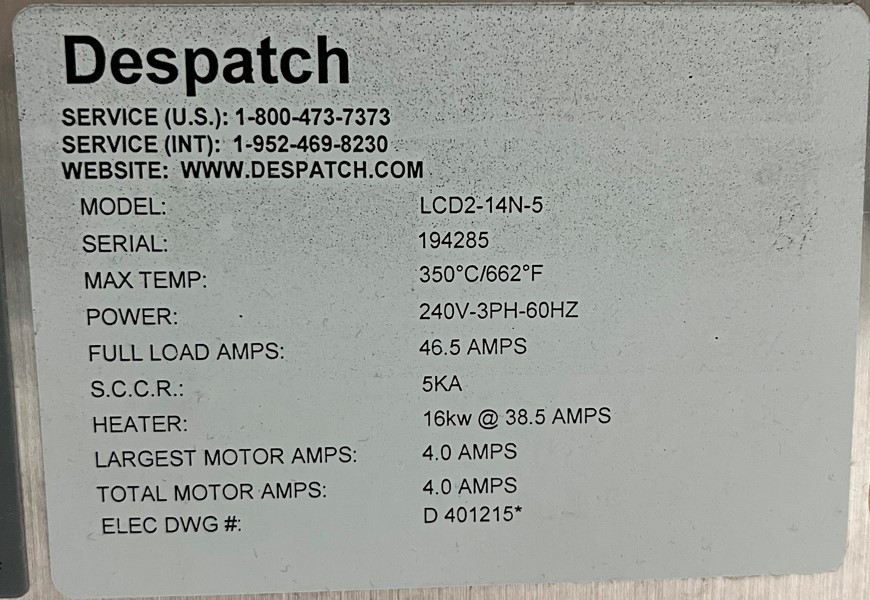 Despatch
SERVICE (U.S.): 1-800-473-7373
SERVICE (INT): 1-952-469-8230
WEBSITE: WWW.DESPATCH.COM
MODEL: LCD2-14N-5
SERIAL: 194285
MAX TEMP: 350°C/662°F
POWER: 240V-3PH-60HZ
FULL LOAD AMPS: 46.5 AMPS
S.C.C.R.: 5KA
HEATER: 16kw @ 38.5 AMPS
LARGEST MOTOR AMPS: 4.0 AMPS
TOTAL MOTOR AMPS: 4.0 AMPS
ELEC DWG #: D 401215*